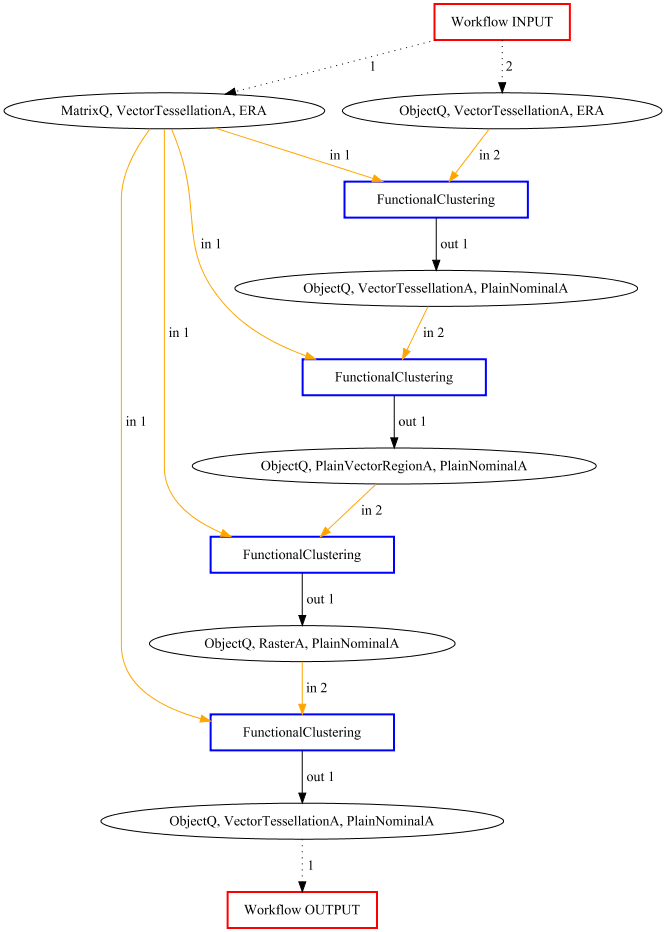 Workflow INPUT
1
2
MatrixQ, VectorTessellationA, ERA
ObjectQ, VectorTessellationA, ERA
in 1
in 2
FunctionalClustering
out 1
in 1
ObjectQ, VectorTessellationA, PlainNominalA
in 1
in 2
FunctionalClustering
in 1
out 1
ObjectQ, PlainVectorRegionA, PlainNominalA
in 2
FunctionalClustering
out 1
ObjectQ, RasterA, PlainNominalA
in 2
FunctionalClustering
out 1
ObjectQ, VectorTessellationA, PlainNominalA
1
Workflow OUTPUT